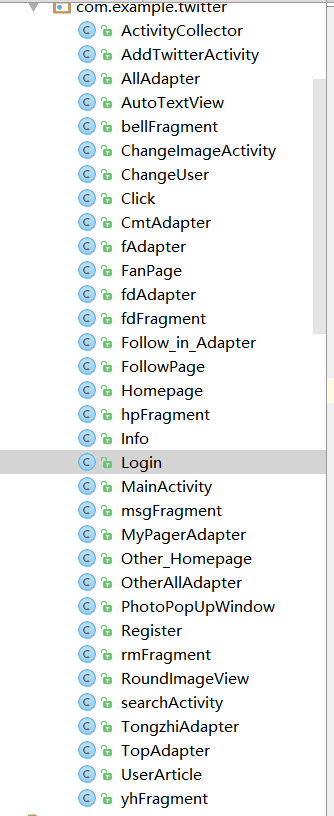 com.example.twitter
ActivityCollector
AddTwitterActivity
AllAdapter
AutoTextView
bellFragment
ChangeImageActivity
ChangeUser
Click
CmtAdapter
fAdapter
FanPage
fdAdapter
fdFragment
Follow_in_Adapter
FollowPage
Homepage
hpFragment
Info
Login
MainActivity
msgFragment
MyPagerAdapter
Other_Homepage
OtherAllAdapter
PhotoPopUpWindow
Register
rmFragment
RoundImageView
searchActivity
TongzhiAdapter
TopAdapter
UserArticle
yhFragment